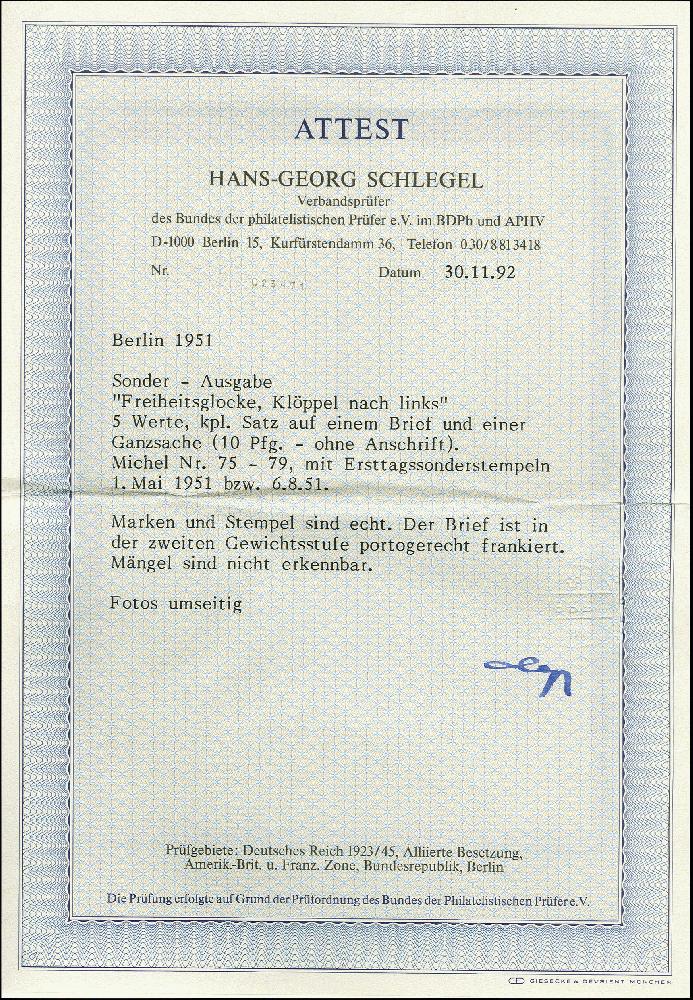 ATTEST
HANS-GEORG SCHLEGEL
Verbandsprüfer
des Bundes der philatelistischen Prüfer e.V. im BDPh und APHV
D-1000 Berlin 15, Kurfürstendamm 36, Telefon 030/8813418
Nr. Datum 30.11.92
Berlin 1951
Sonder - Ausgabe
"Freiheitsglocke, Klöppel nach links"
5 Werte, kpl. Satz auf einem Brief und einer
Ganzsache (10 Pfg. - ohne Anschrift).
Michel Nr. 75 - 79, mit Ersttagssonderstempeln
1. Mai 1951 bzw. 6.8.51.
Marken und Stempel sind echt. Der Brief ist in
der zweiten Gewichtsstufe portogerecht frankiert.
Mängel sind nicht erkennbar.
Fotos umseitig
Prüfgebiete: Deutsches Reich 1923/45, Alliierte Besetzung,
Amerik.-Brit. u. Franz. Zone, Bundesrepublik, Berlin
Die Prüfung erfolgte auf Grund der Prüfordnung des Bundes der Philatelistischen Prüfer e.V.
GIESECKE & DEVRIENT MÜNCHEN